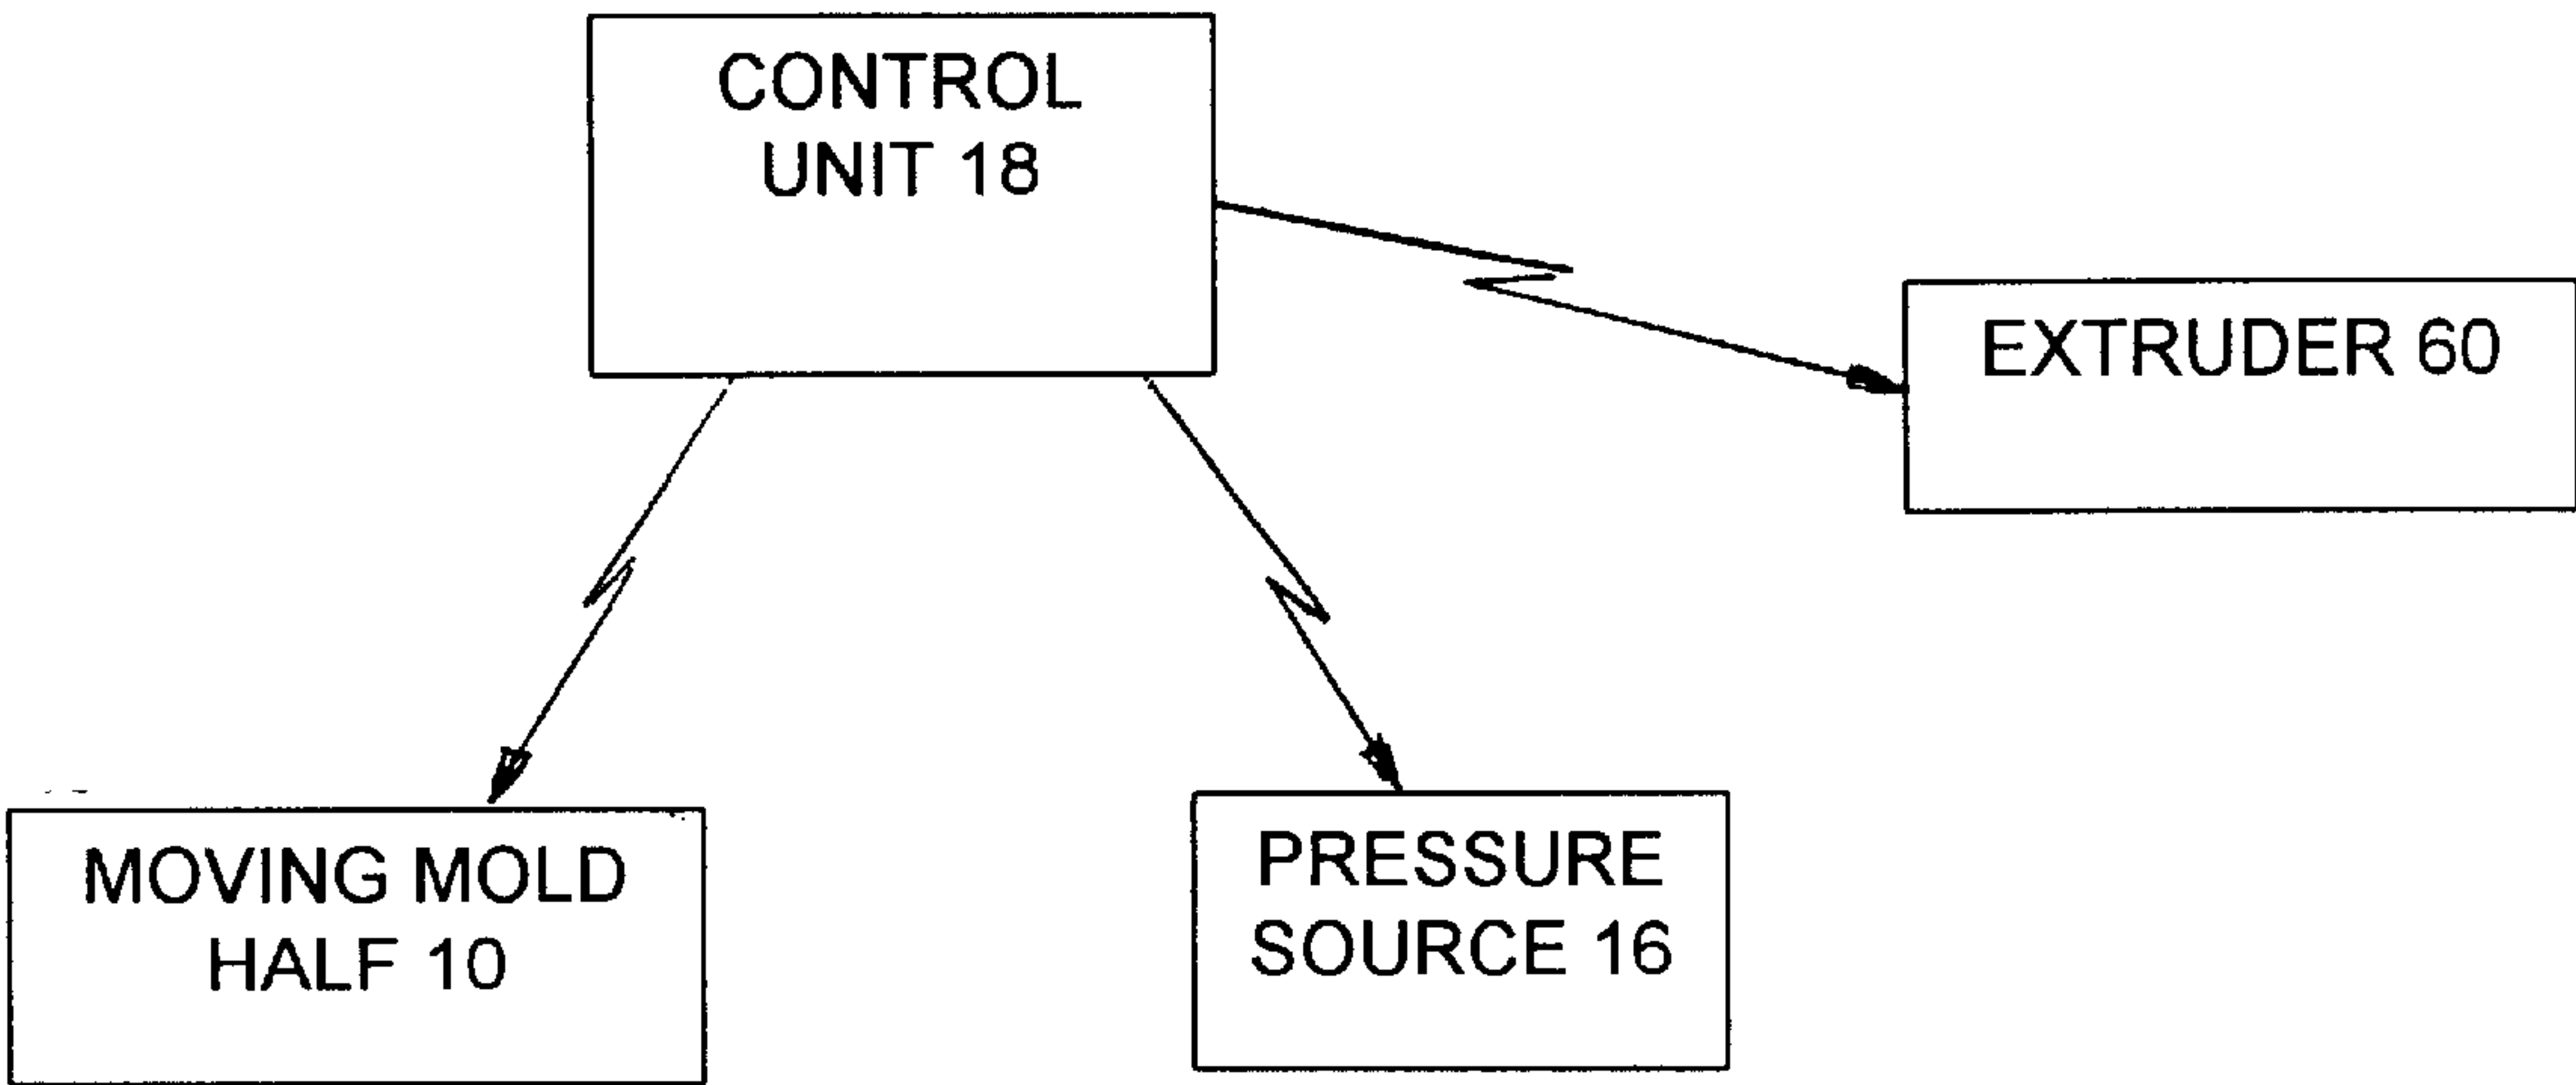 CONTROL
UNIT 18
EXTRUDER 60
MOVING MOLD
HALF 10
PRESSURE
SOURCE 16